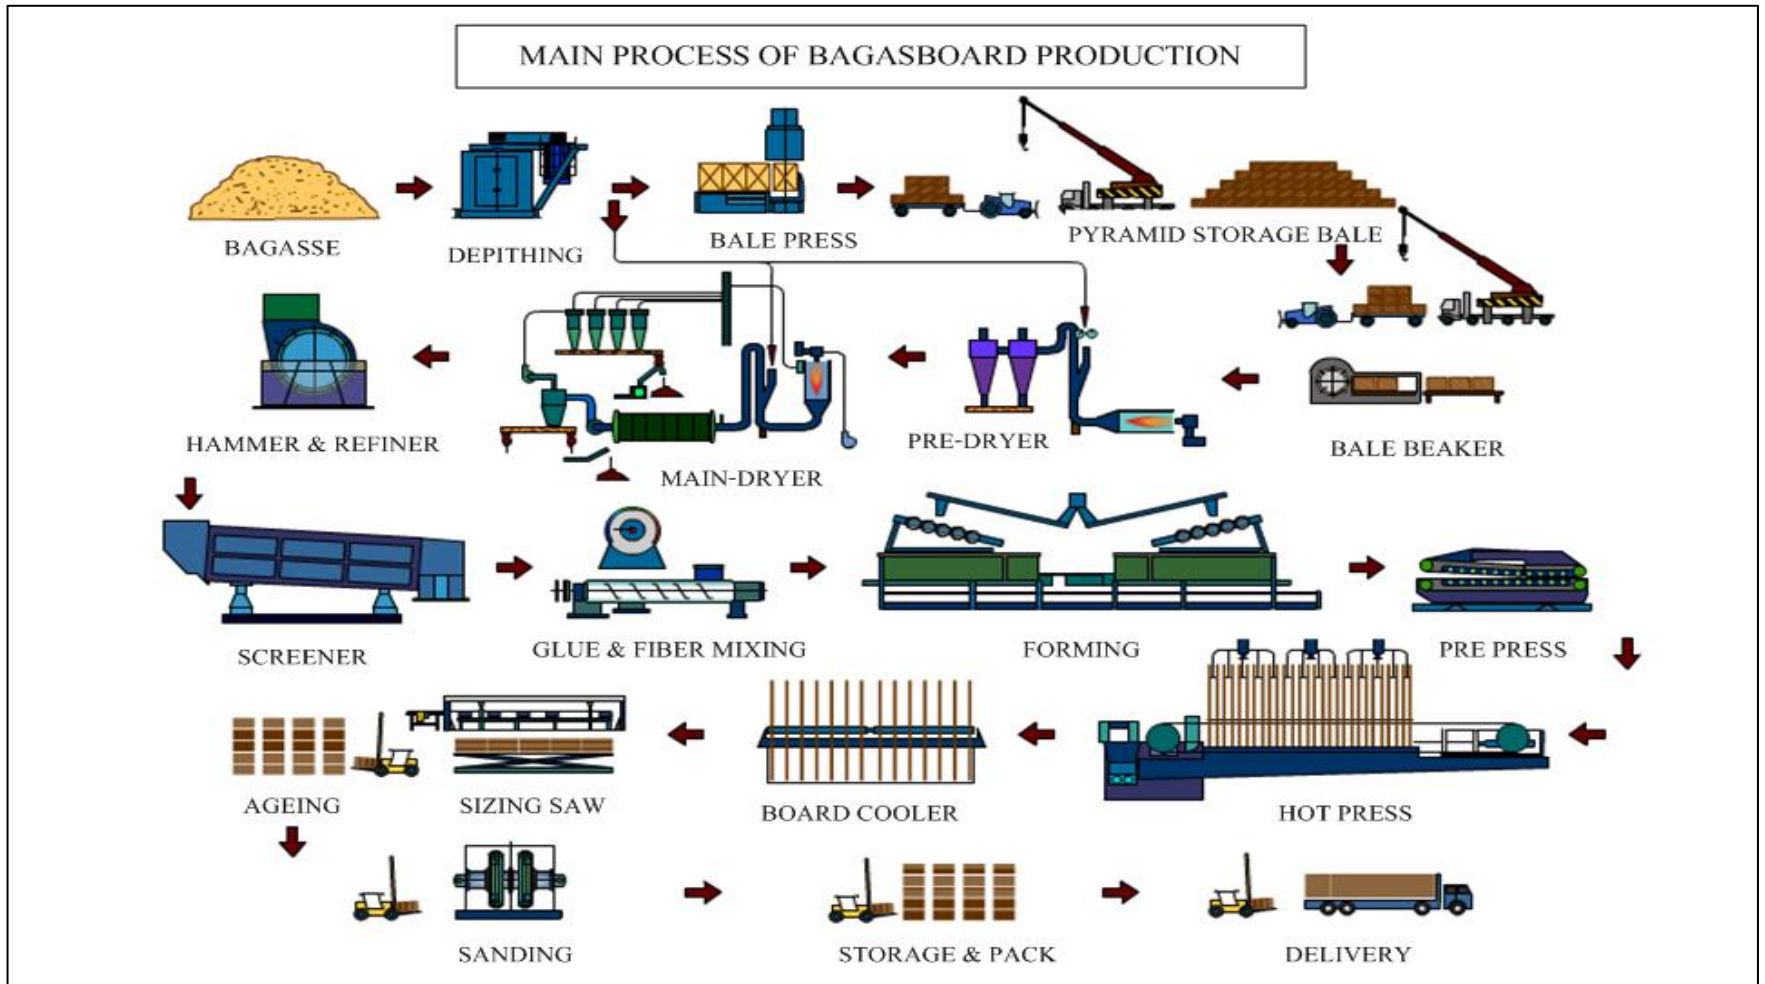 MAIN PROCESS OF BAGASBOARD PRODUCTION
BAGASSE
DEPITHING
BALE PRESS
PYRAMID STORAGE BALE
HAMMER & REFINER
MAIN-DRYER
PRE-DRYER
BALE BEAKER
SCREENER
GLUE & FIBER MIXING
FORMING
PRE PRESS
AGEING
SIZING SAW
BOARD COOLER
HOT PRESS
SANDING
STORAGE & PACK
DELIVERY